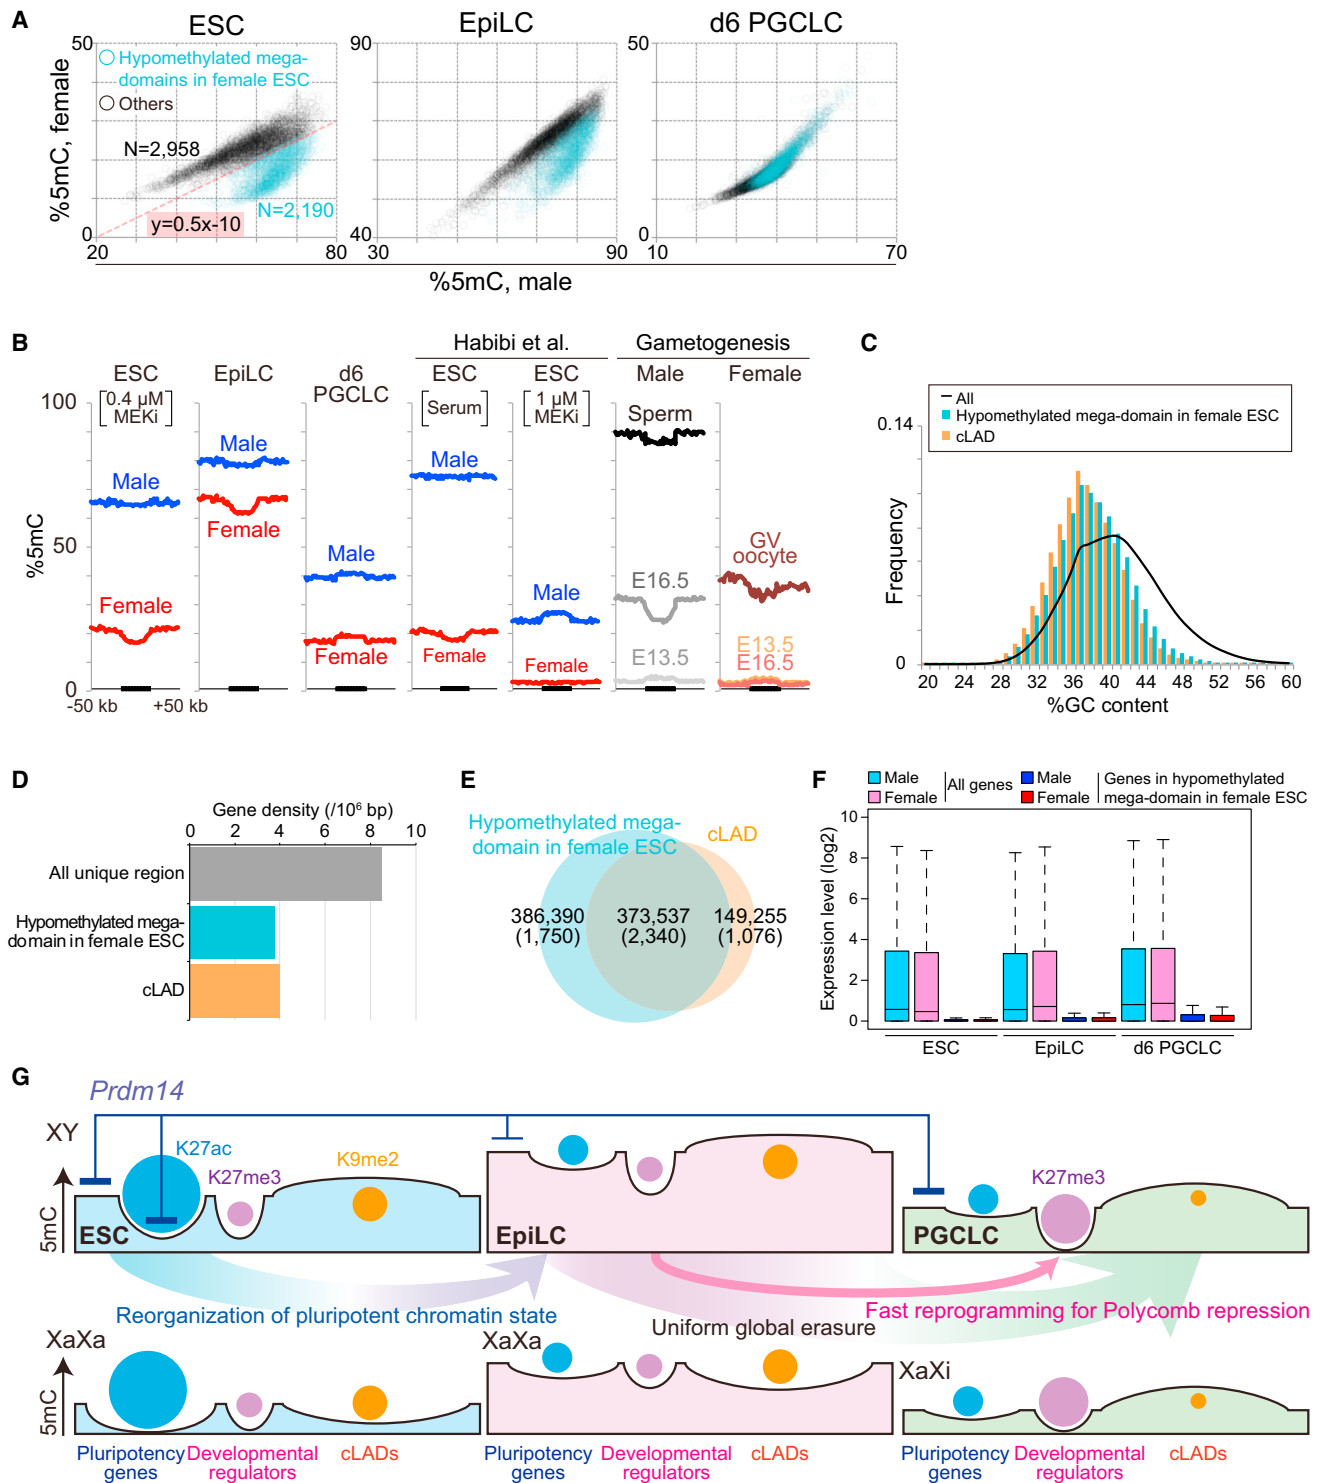 A
ESC
EpiLC
d6 PGCLC
50
Hypomethylated mega-
domains in female ESC
Others
N=2,958
N=2,190
y=0.5x-10
%5mC, female
0
20
80
90
40
30
90
50
40
10
70
%5mC, male
B
Habibi et al.
Gametogenesis
ESC
0.4 µM
MEKi
EpiLC
d6
PGCLC
ESC
Serum
ESC
1 µM
MEKi
Male
Female
100
50
0
%5mC
Male
Female
Male
Female
Male
Female
Male
Female
Male
Female
Sperm
E16.5
E13.5
GV
oocyte
E13.5
E16.5
-50 kb
+50 kb
C
All
Hypomethylated mega-domain in female ESC
cLAD
0.14
0
Frequency
20 24 28 32 36 40 44 48 52 56 60
%GC content
D
Gene density (/10⁶ bp)
0 2 4 6 8 10
All unique region
Hypomethylated mega-
domain in female ESC
cLAD
E
Hypomethylated mega-
domain in female ESC
cLAD
386,390
(1,750)
373,537
(2,340)
149,255
(1,076)
F
Male
Female
All genes
Male
Female
Genes in hypomethylated
mega-domain in female ESC
Expression level (log2)
10
8
6
4
2
0
ESC
EpiLC
d6 PGCLC
G
Prdm14
XY
K27ac
K27me3
K9me2
K27me3
5mC
ESC
EpiLC
PGCLC
Reorganization of pluripotent chromatin state
Fast reprogramming for Polycomb repression
Uniform global erasure
XaXa
XaXa
XaXi
5mC
Pluripotency
genes
Developmental
regulators
cLADs
Pluripotency
genes
Developmental
regulators
cLADs
Pluripotency
genes
Developmental
regulators
cLADs